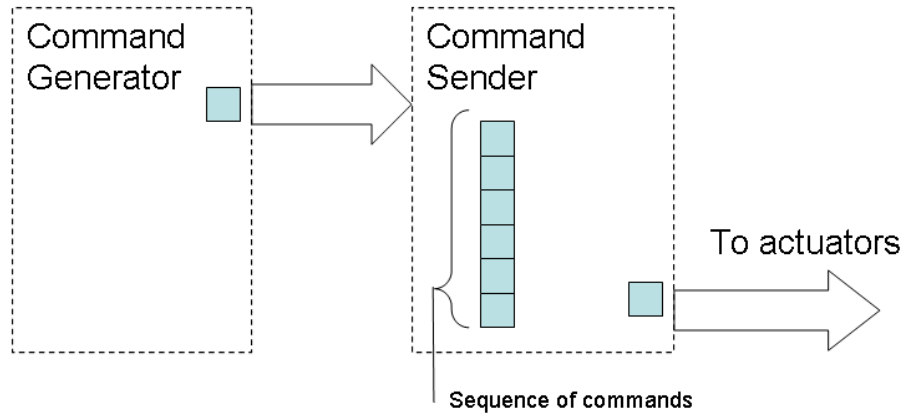 Command
Generator
Command
Sender
To actuators
Sequence of commands